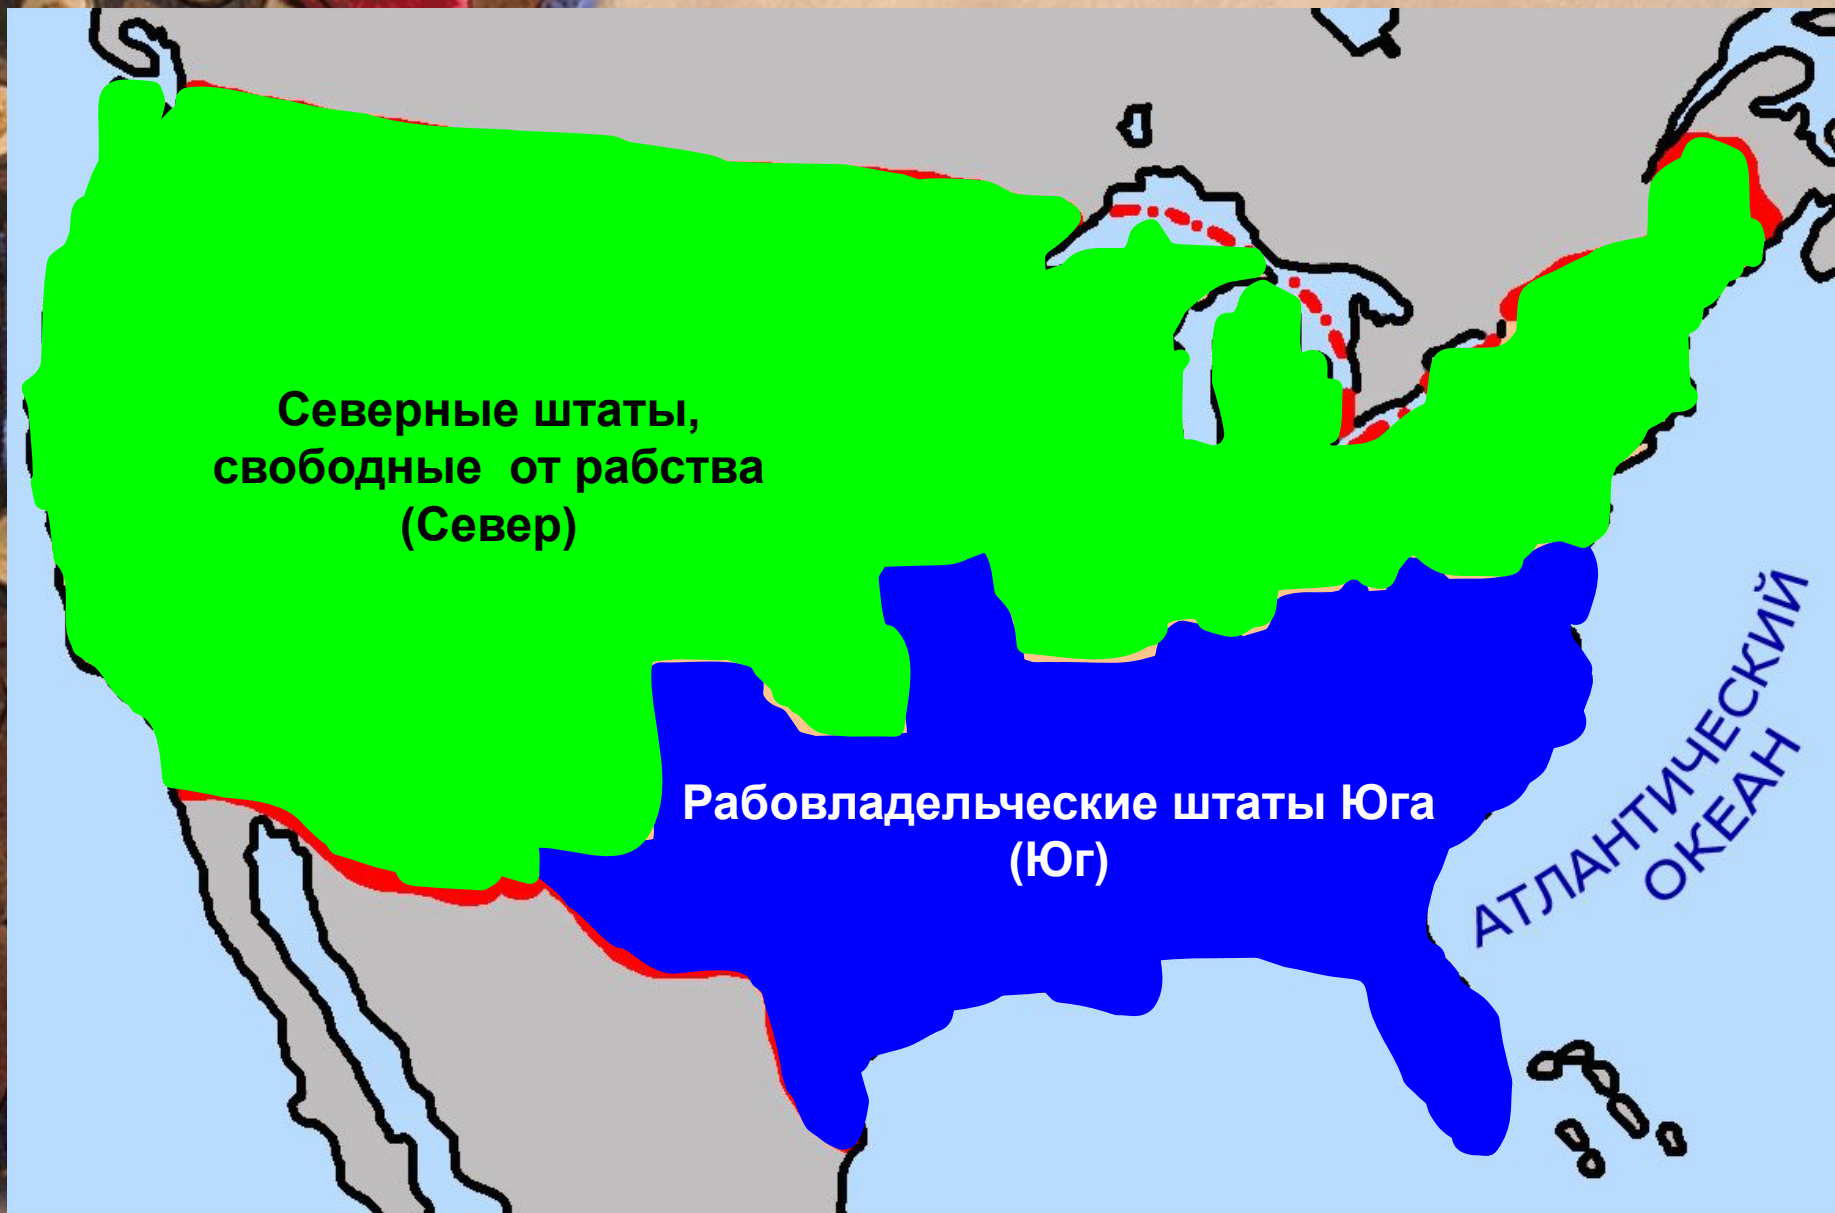 Северные штаты,
свободные от рабства
(Север)
Рабовладельческие штаты Юга
(Юг)
АТЛАНТИЧЕСКИЙ
ОКЕАН